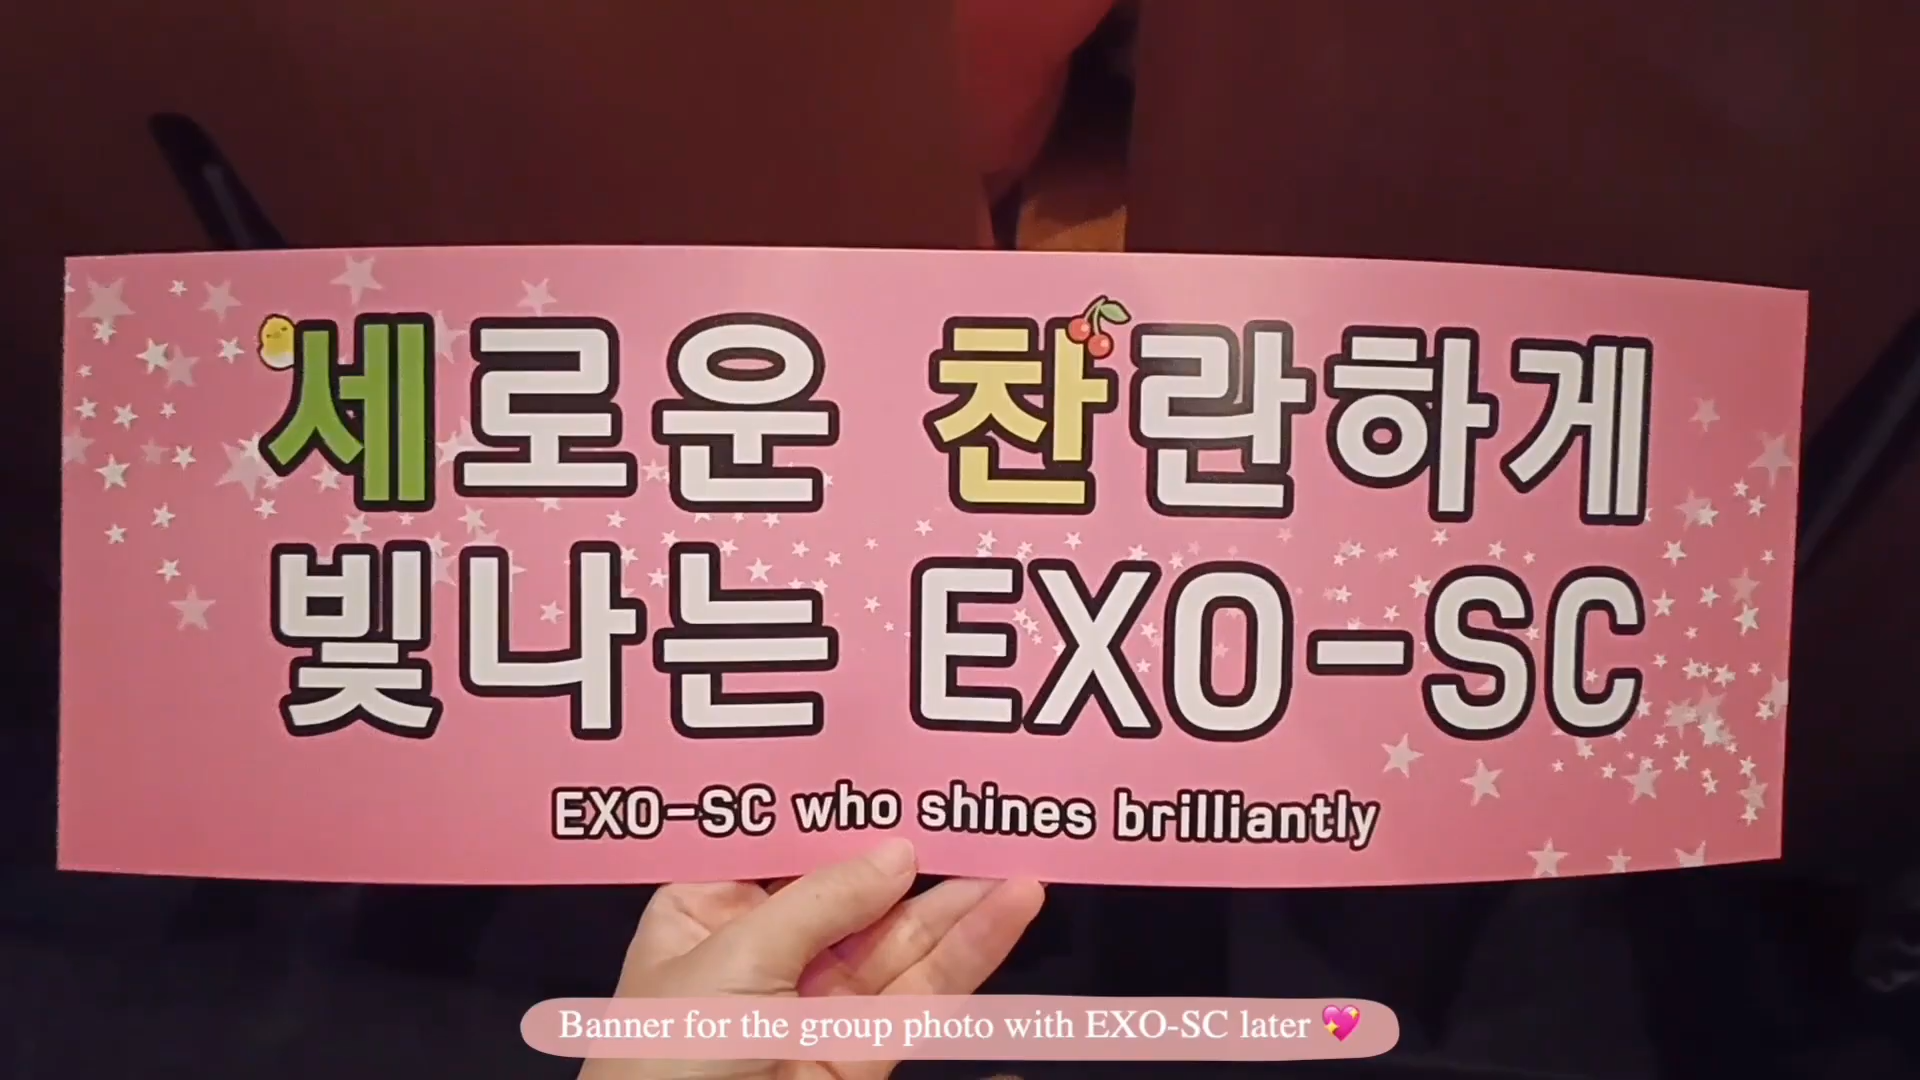 세로운 찬란하게
빛나는 EXO-SC
EXO-SC who shines brilliantly
Banner for the group photo with EXO-SC later 💖